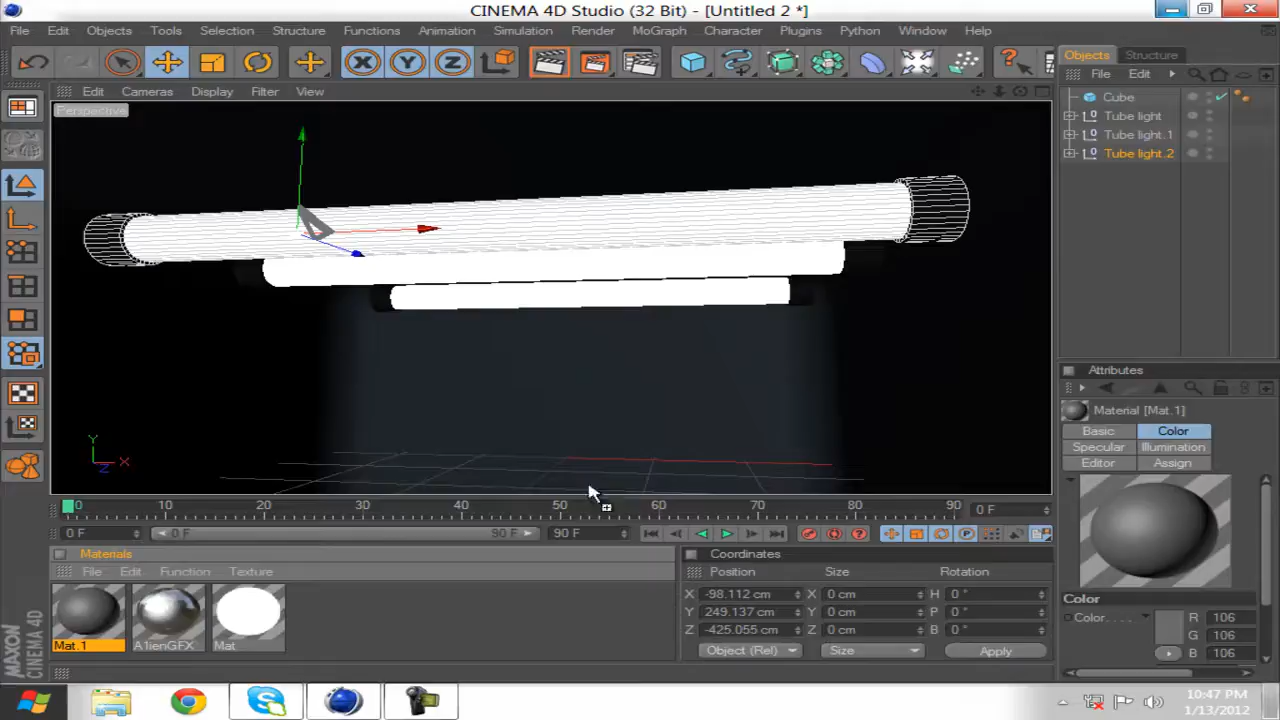 CINEMA 4D Studio (32 Bit) - [Untitled 2 *]
File Edit Objects Tools Selection Structure Functions Animation Simulation Render MoGraph Character Plugins Python Window Help
X Y Z
Objects Structure
File Edit
Edit Cameras Display Filter View
Perspective
Cube
Tube light
Tube light.1
Tube light.2
Attributes
Material [Mat.1]
Basic Color
Specular Illumination
Editor Assign
Y
X
Z
0 10 20 30 40 50 60 70 80 90 0 F
0 F 0 F 90 F 90 F
Materials
File Edit Function Texture
Mat.1 A1ienGFX Mat
Coordinates
Position Size Rotation
X -98.112 cm X 0 cm H 0 °
Y 249.137 cm Y 0 cm P 0 °
Z -425.055 cm Z 0 cm B 0 °
Object (Rel) Size Apply
Color
Color R 106
G 106
B 106
MAXON
CINEMA 4D
10:47 PM
1/13/2012